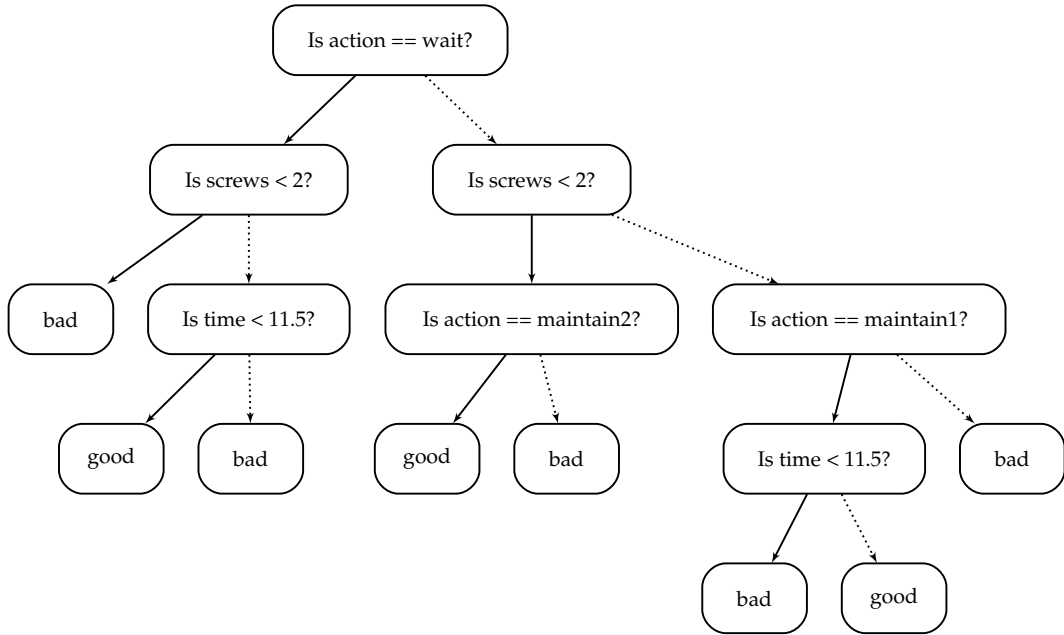 Is action == wait?
Is screws < 2?
Is screws < 2?
bad
Is time < 11.5?
Is action == maintain2?
Is action == maintain1?
good
bad
good
bad
Is time < 11.5?
bad
bad
good